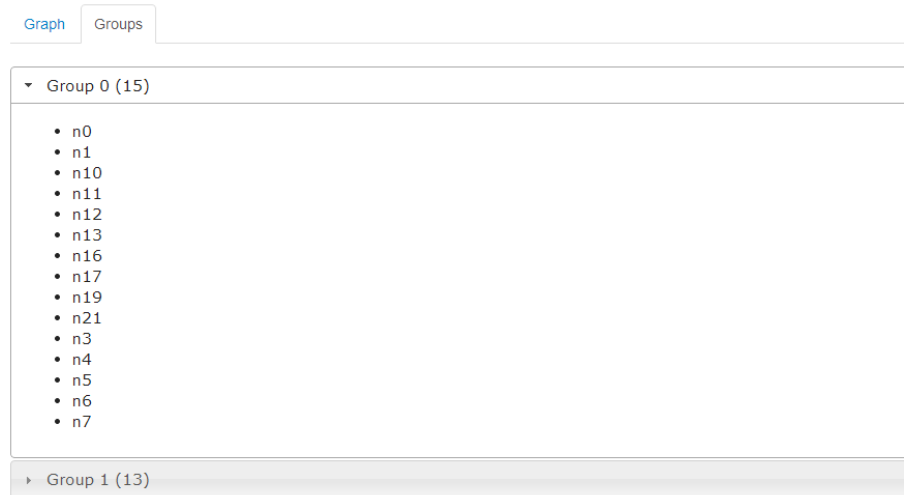 Graph Groups
Group 0 (15)
n0
n1
n10
n11
n12
n13
n16
n17
n19
n21
n3
n4
n5
n6
n7
Group 1 (13)